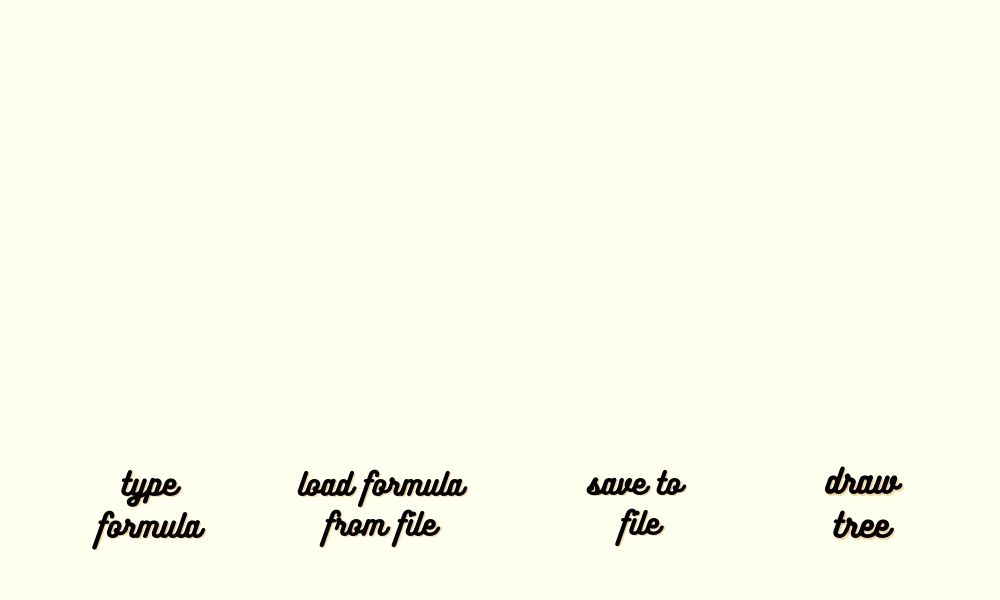 type
formula
load formula
from file
save to
file
draw
tree